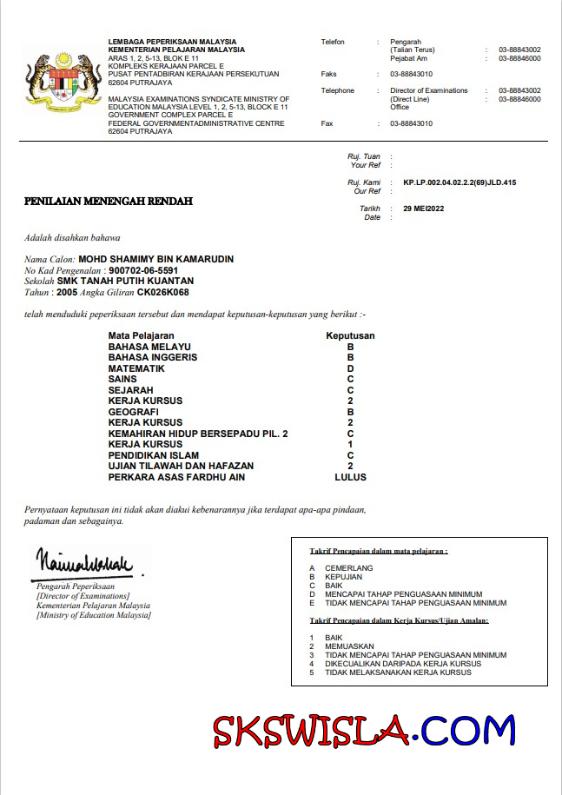 LEMBAGA PEPERIKSAAN MALAYSIA
KEMENTERIAN PELAJARAN MALAYSIA
ARAS 1, 2, 5-13, BLOK E 11
KOMPLEKS KERAJAAN PARCEL E
PUSAT PENTADBIRAN KERAJAAN PERSEKUTUAN
62604 PUTRAJAYA
MALAYSIA EXAMINATIONS SYNDICATE MINISTRY OF
EDUCATION MALAYSIA LEVEL 1, 2, 5-13, BLOCK E 11
GOVERNMENT COMPLEX PARCEL E
FEDERAL GOVERNMENTADMINISTRATIVE CENTRE
62604 PUTRAJAYA
Telefon : Pengarah
(Talian Terus) : 03-88843002
Pejabat Am : 03-88846000
Faks : 03-88843010
Telephone : Director of Examinations : 03-88843002
(Direct Line) : 03-88846000
Office
Fax : 03-88843010
Ruj. Tuan :
Your Ref :
Ruj. Kami : KP.LP.002.04.02.2.2(69)JLD.415
Our Ref :
Tarikh : 29 MEI2022
Date :
PENILAIAN MENENGAH RENDAH
Adalah disahkan bahawa
Nama Calon: MOHD SHAMIMY BIN KAMARUDIN
No Kad Pengenalan : 900702-06-5591
Sekolah SMK TANAH PUTIH KUANTAN
Tahun : 2005 Angka Giliran CK026K068
telah menduduki peperiksaan tersebut dan mendapat keputusan-keputusan yang berikut :-
Mata Pelajaran Keputusan
BAHASA MELAYU B
BAHASA INGGERIS B
MATEMATIK D
SAINS C
SEJARAH C
KERJA KURSUS 2
GEOGRAFI B
KERJA KURSUS 2
KEMAHIRAN HIDUP BERSEPADU PIL. 2 C
KERJA KURSUS 1
PENDIDIKAN ISLAM C
UJIAN TILAWAH DAN HAFAZAN 2
PERKARA ASAS FARDHU AIN LULUS
Pernyataan keputusan ini tidak akan diakui kebenarannya jika terdapat apa-apa pindaan,
padaman dan sebagainya.
Pengarah Peperiksaan
[Director of Examinations]
Kementerian Pelajaran Malaysia
[Ministry of Education Malaysia]
Takrif Pencapaian dalam mata pelajaran :
A CEMERLANG
B KEPUJIAN
C BAIK
D MENCAPAI TAHAP PENGUASAAN MINIMUM
E TIDAK MENCAPAI TAHAP PENGUASAAN MINIMUM
Takrif Pencapaian dalam Kerja Kursus/Ujian Amalan:
1 BAIK
2 MEMUASKAN
3 TIDAK MENCAPAI TAHAP PENGUASAAN MINIMUM
4 DIKECUALIKAN DARIPADA KERJA KURSUS
5 TIDAK MELAKSANAKAN KERJA KURSUS
SKSWISLA.COM